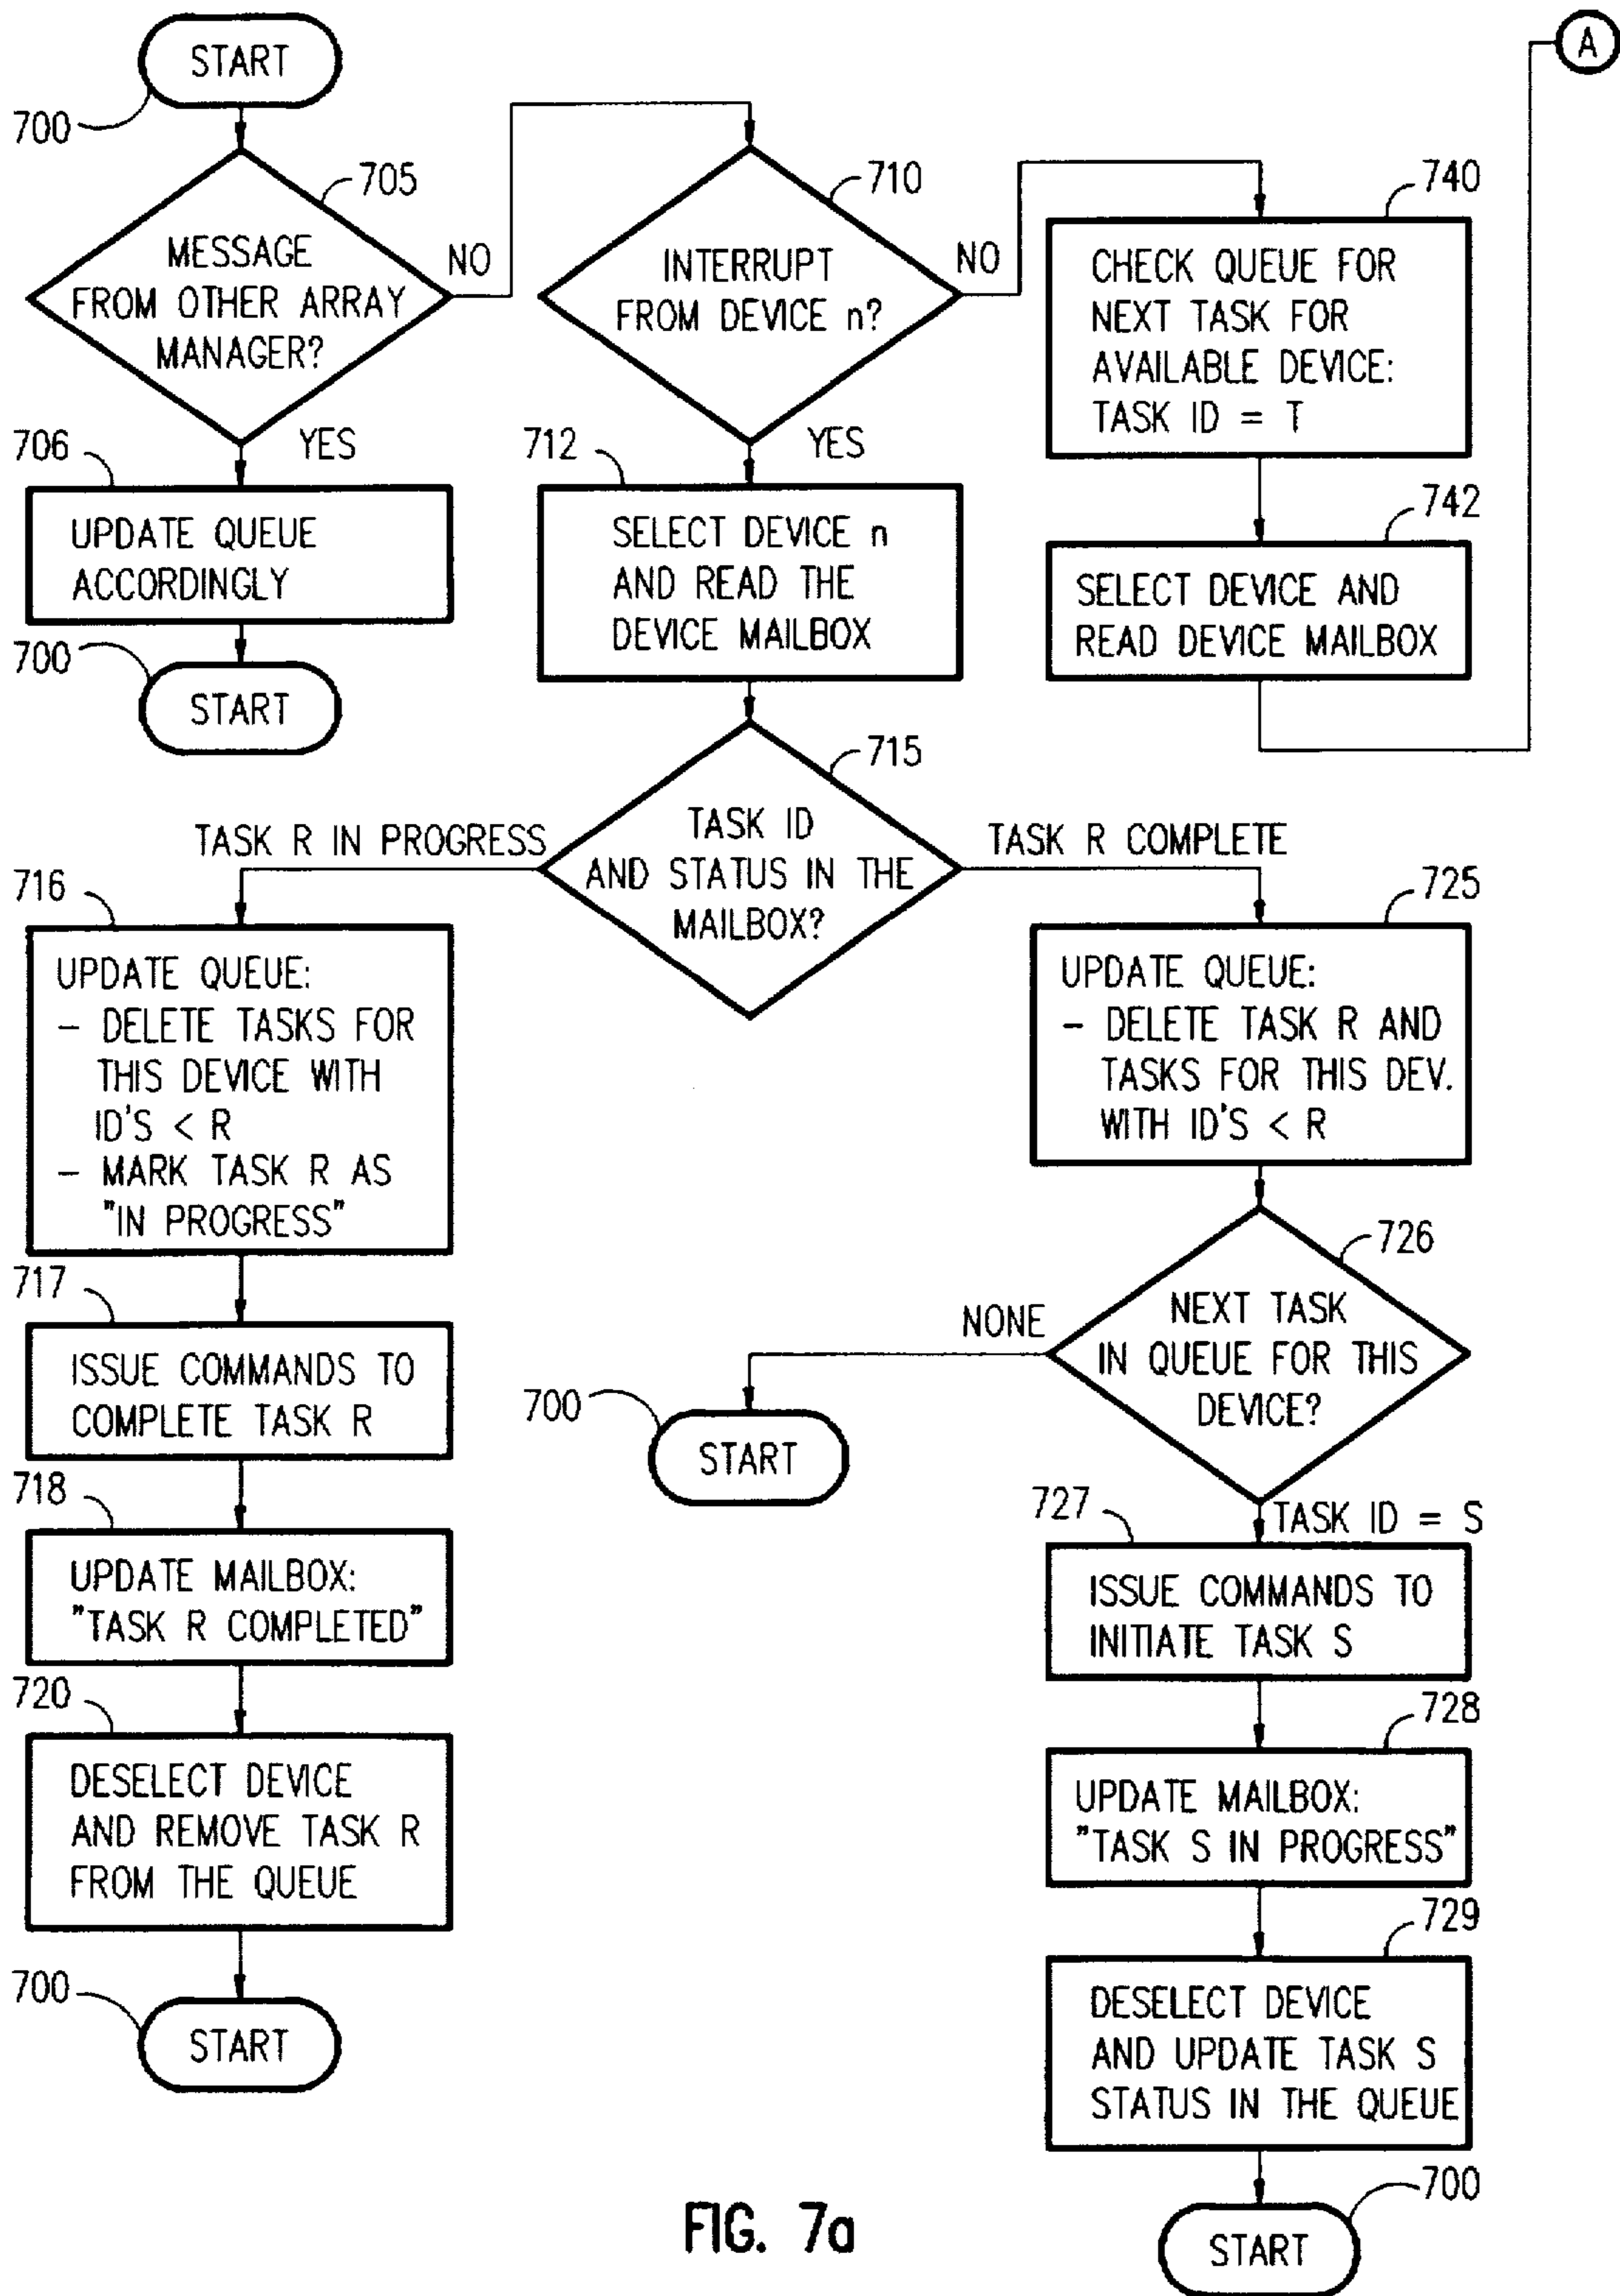 START
A
700
705
710
740
MESSAGE
FROM OTHER ARRAY
MANAGER?
NO
INTERRUPT
FROM DEVICE n?
NO
CHECK QUEUE FOR
NEXT TASK FOR
AVAILABLE DEVICE:
TASK ID = T
YES
YES
706
UPDATE QUEUE
ACCORDINGLY
712
SELECT DEVICE n
AND READ THE
DEVICE MAILBOX
742
SELECT DEVICE AND
READ DEVICE MAILBOX
700
START
715
TASK ID
AND STATUS IN THE
MAILBOX?
TASK R IN PROGRESS
TASK R COMPLETE
716
UPDATE QUEUE:
- DELETE TASKS FOR
THIS DEVICE WITH
ID'S < R
- MARK TASK R AS
"IN PROGRESS"
725
UPDATE QUEUE:
- DELETE TASK R AND
TASKS FOR THIS DEV.
WITH ID'S < R
717
ISSUE COMMANDS TO
COMPLETE TASK R
726
NEXT TASK
IN QUEUE FOR THIS
DEVICE?
NONE
700
START
718
UPDATE MAILBOX:
"TASK R COMPLETED"
TASK ID = S
727
ISSUE COMMANDS TO
INITIATE TASK S
720
DESELECT DEVICE
AND REMOVE TASK R
FROM THE QUEUE
728
UPDATE MAILBOX:
"TASK S IN PROGRESS"
700
START
729
DESELECT DEVICE
AND UPDATE TASK S
STATUS IN THE QUEUE
700
START
FIG. 7a